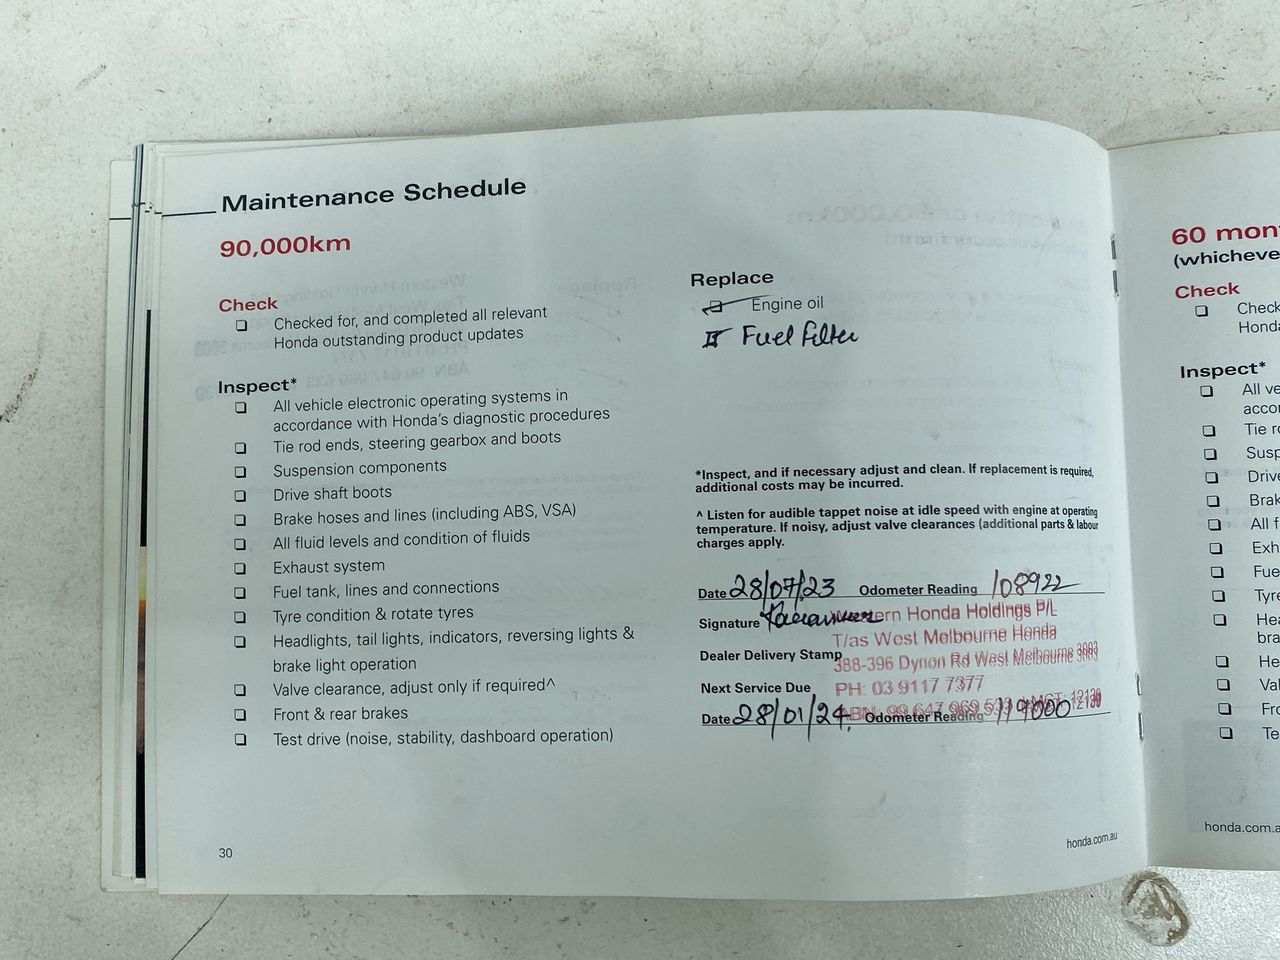 Maintenance Schedule
90,000km
Check
Checked for, and completed all relevant
Honda outstanding product updates
Inspect*
All vehicle electronic operating systems in
accordance with Honda's diagnostic procedures
Tie rod ends, steering gearbox and boots
Suspension components
Drive shaft boots
Brake hoses and lines (including ABS, VSA)
All fluid levels and condition of fluids
Exhaust system
Fuel tank, lines and connections
Tyre condition & rotate tyres
Headlights, tail lights, indicators, reversing lights &
brake light operation
Valve clearance, adjust only if required^
Front & rear brakes
Test drive (noise, stability, dashboard operation)
30
Replace
Engine oil
Fuel Filter
*Inspect, and if necessary adjust and clean. If replacement is required,
additional costs may be incurred.
^ Listen for audible tappet noise at idle speed with engine at operating
temperature. If noisy, adjust valve clearances (additional parts & labour
charges apply.
Date 28/07/23 Odometer Reading 108922
Signature
Western Honda Holdings P/L
T/as West Melbourne Honda
Dealer Delivery Stamp
388-396 Dynon Rd West Melbourne 3003
Next Service Due
PH: 03 9117 7377
ABN: 99 647 969 533 LMCT: 12130
Date 28/01/24 Odometer Reading 119000
honda.com.au
60 mon
(whicheve
Check
Check
Honda
Inspect*
All ve
accor
Tie ro
Susp
Drive
Brak
All f
Exh
Fue
Tyre
Hea
bra
He
Val
Fro
Te
honda.com.a